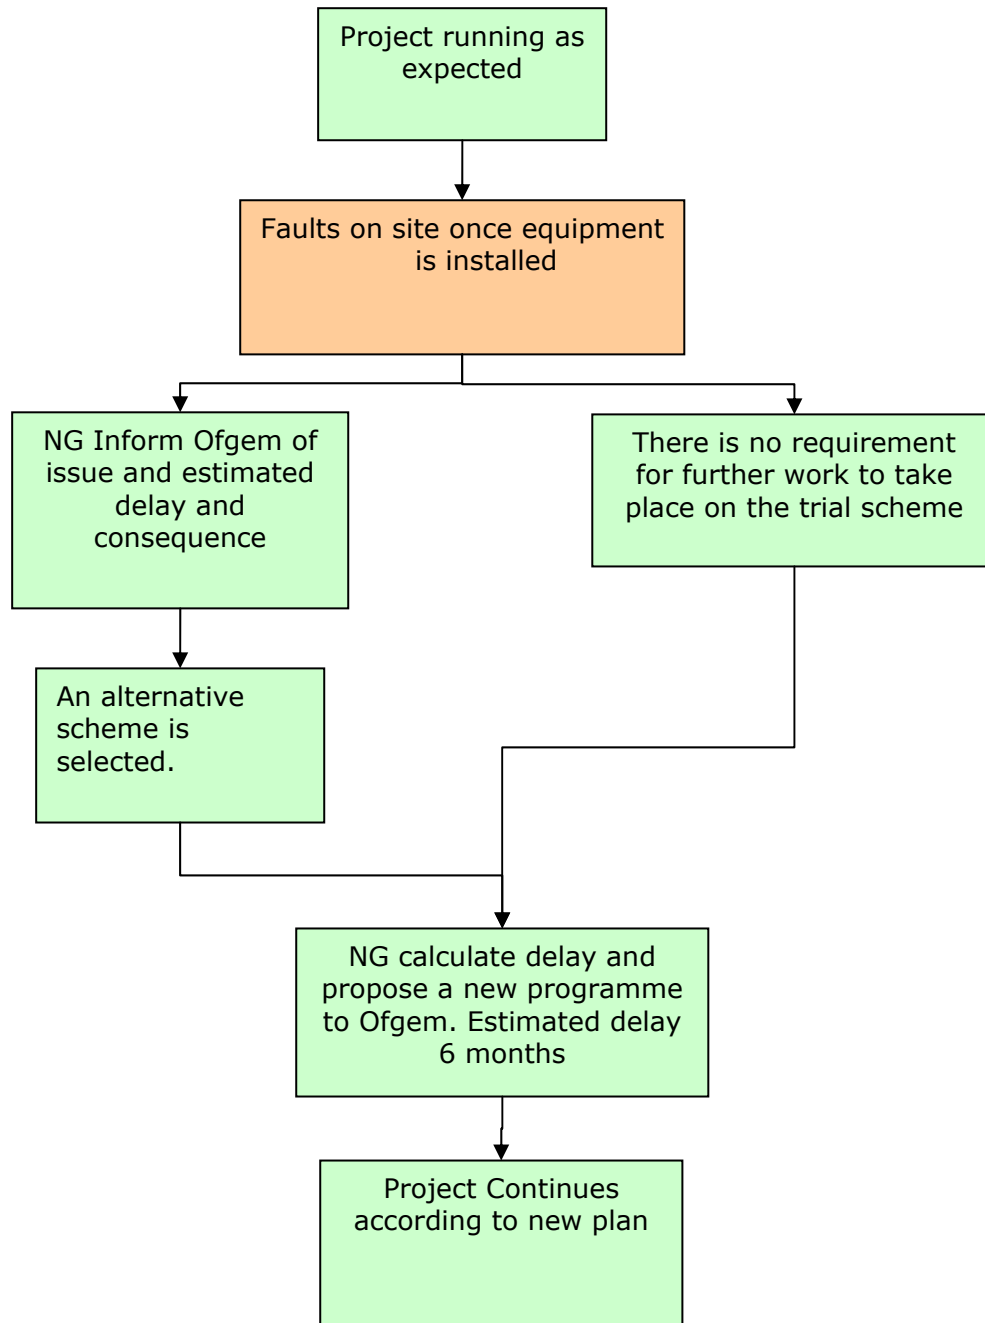 Project running as
expected
Faults on site once equipment
is installed
NG Inform Ofgem of
issue and estimated
delay and
consequence
There is no requirement
for further work to take
place on the trial scheme
An alternative
scheme is
selected.
NG calculate delay and
propose a new programme
to Ofgem. Estimated delay
6 months
Project Continues
according to new plan